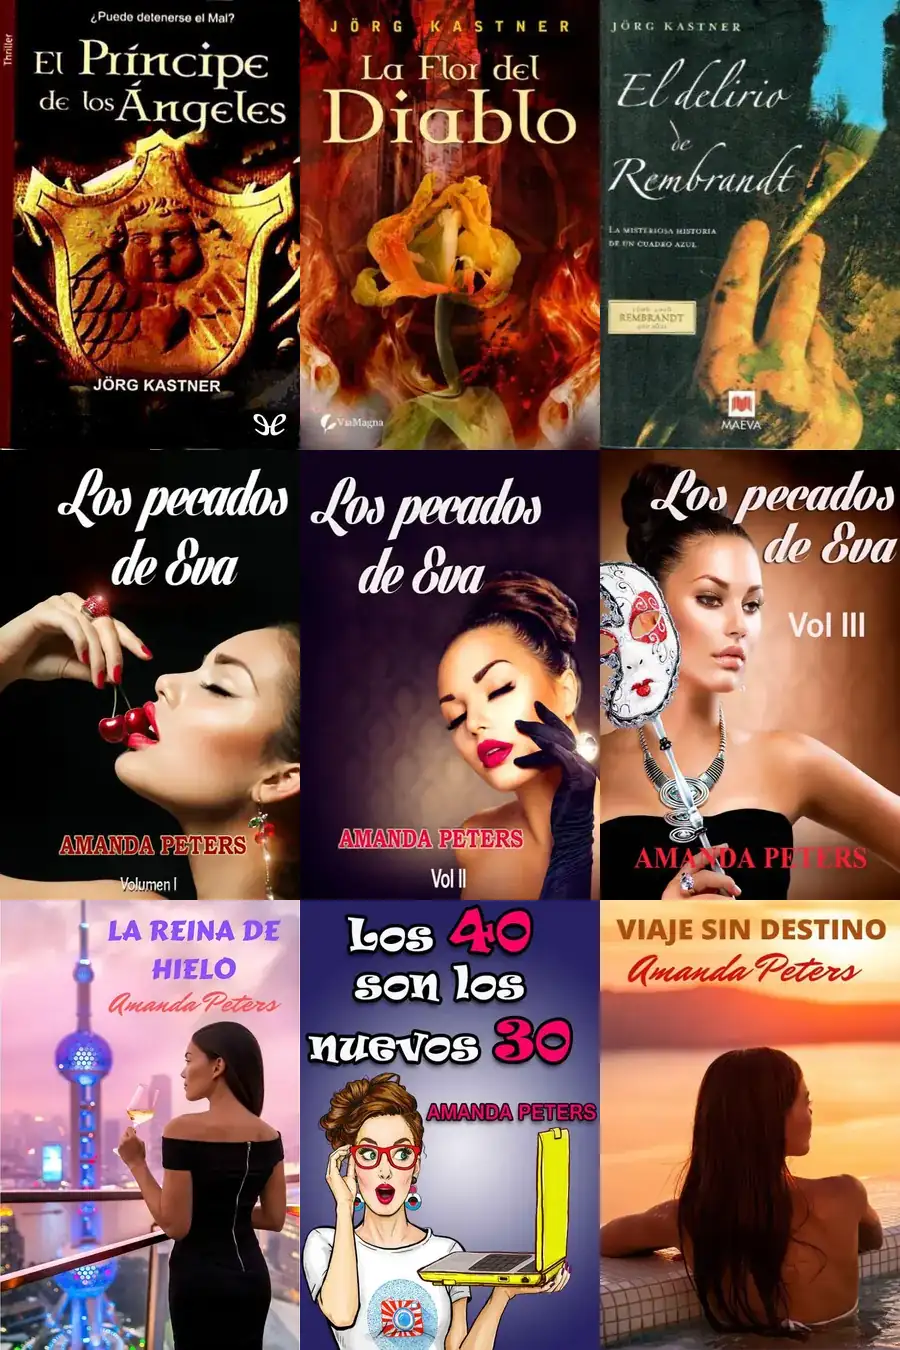 Thriller
¿Puede detenerse el Mal?
El Príncipe
de los Ángeles
JÖRG KASTNER
JÖRG KASTNER
La Flor del
Diablo
ViaMagna
JÖRG KASTNER
El delirio
de
Rembrandt
LA MISTERIOSA HISTORIA
DE UN CUADRO AZUL
REMBRANDT
MAEVA
Los pecados
de Eva
AMANDA PETERS
Volumen I
Los pecados
de Eva
AMANDA PETERS
Vol II
Los pecados
de Eva
Vol III
AMANDA PETERS
LA REINA DE
HIELO
Amanda Peters
Los 40
son los
nuevos 30
AMANDA PETERS
VIAJE SIN DESTINO
Amanda Peters